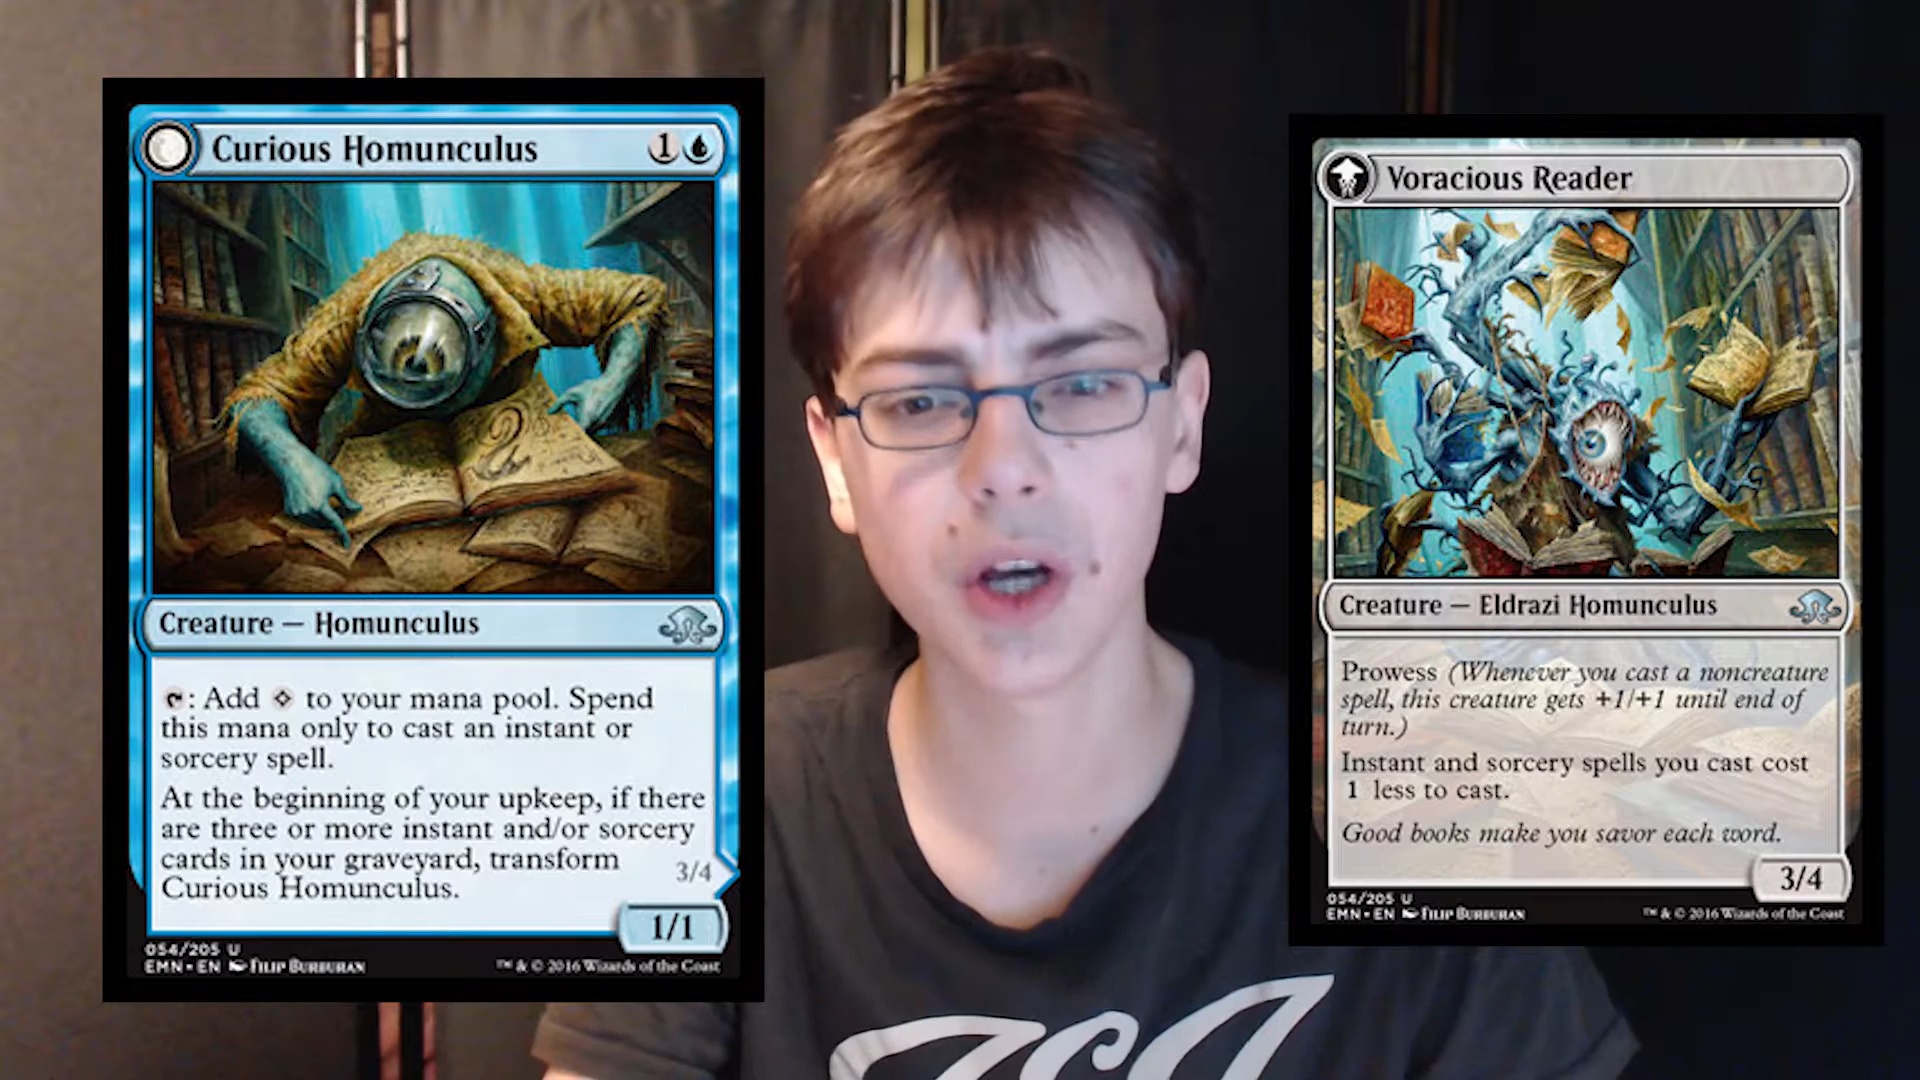 Curious Homunculus 1
Creature — Homunculus
: Add to your mana pool. Spend
this mana only to cast an instant or
sorcery spell.
At the beginning of your upkeep, if there
are three or more instant and/or sorcery
cards in your graveyard, transform
Curious Homunculus.
3/4
1/1
054/205 U
EMN • EN Filip Burburan
™ & © 2016 Wizards of the Coast
Voracious Reader
Creature — Eldrazi Homunculus
Prowess (Whenever you cast a noncreature
spell, this creature gets +1/+1 until end of
turn.)
Instant and sorcery spells you cast cost
1 less to cast.
Good books make you savor each word.
3/4
054/205 U
EMN • EN Filip Burburan
™ & © 2016 Wizards of the Coast